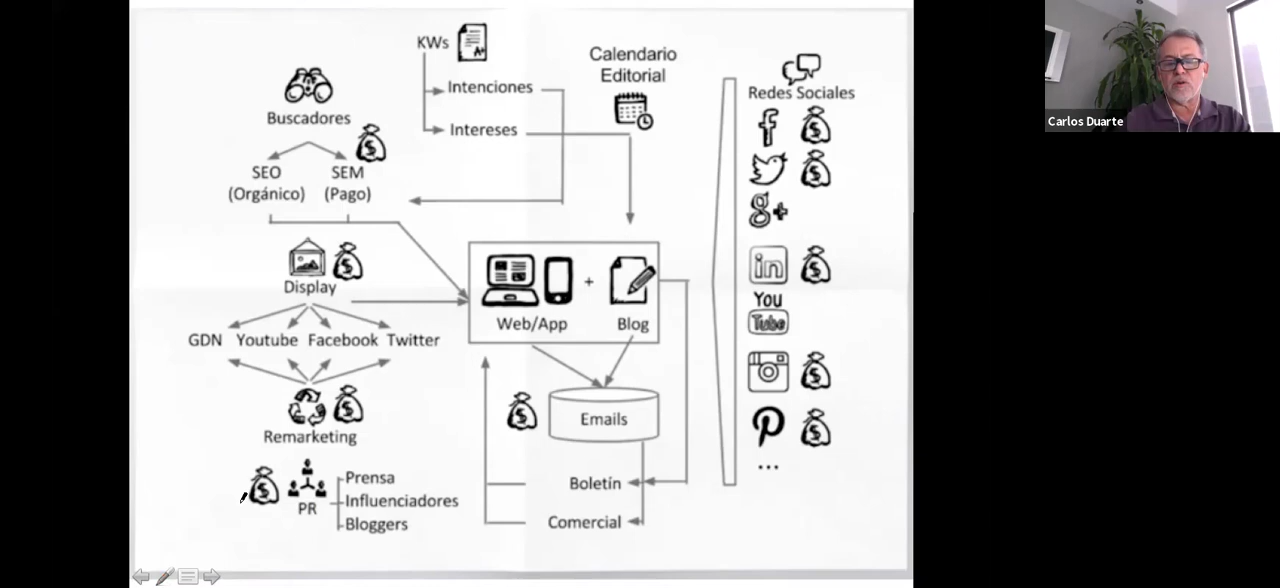 KWs
A+
Intenciones
Intereses
Calendario
Editorial
Buscadores
SEO
(Orgánico)
SEM
(Pago)
Display
GDN Youtube Facebook Twitter
Remarketing
PR
Prensa
Influenciadores
Bloggers
Web/App
+
Blog
Emails
Boletín
Comercial
Redes Sociales
f
g+
in
You
Tube
P
...
Carlos Duarte